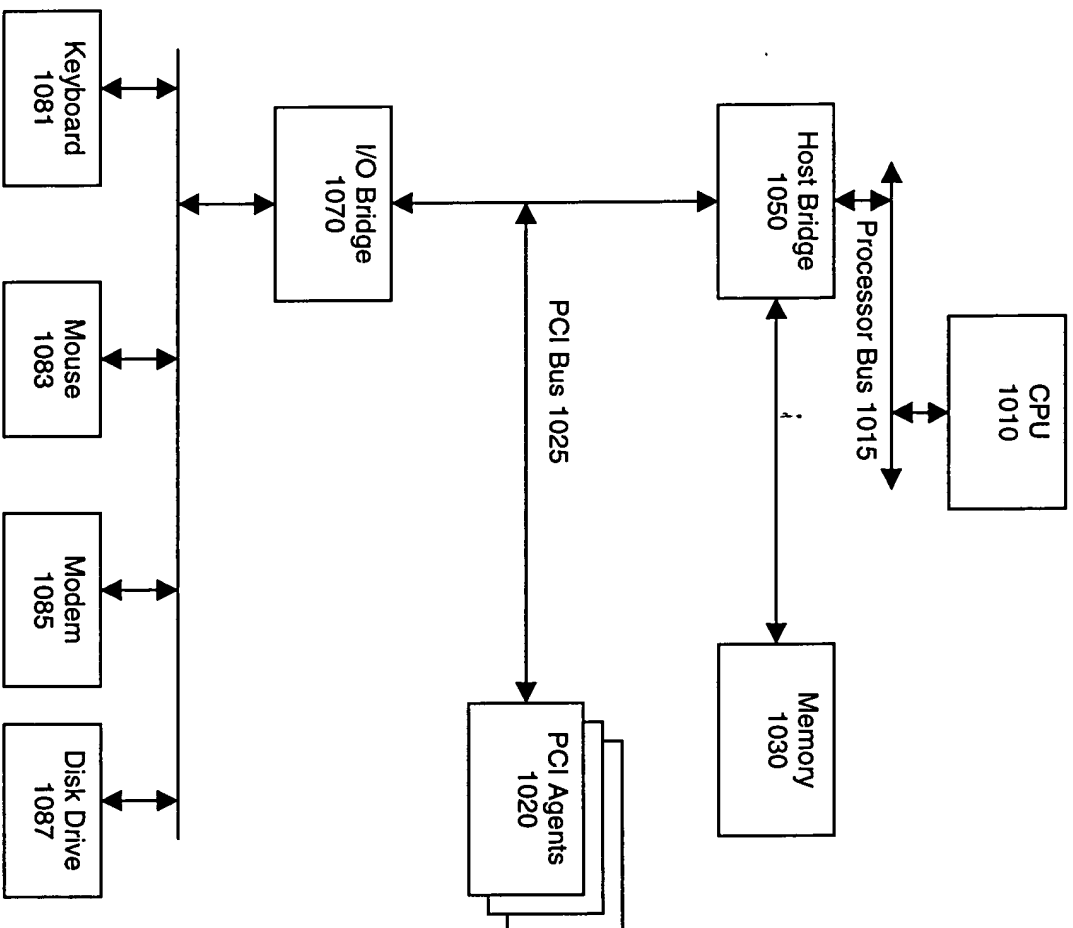 CPU
1010
Processor Bus 1015
Host Bridge
1050
Memory
1030
PCI Bus 1025
I/O Bridge
1070
PCI Agents
1020
Keyboard
1081
Mouse
1083
Modem
1085
Disk Drive
1087